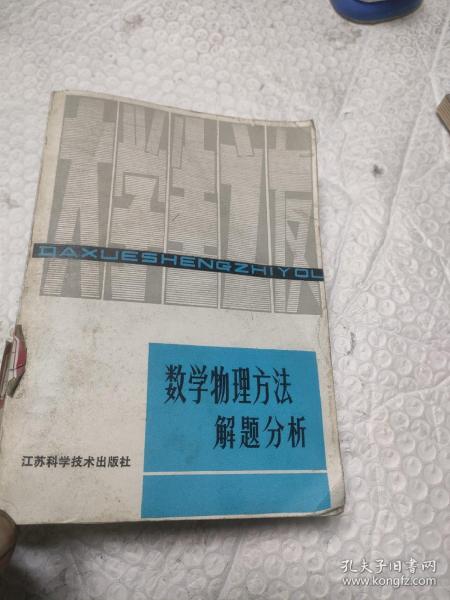 大学生之友
DAXUESHENGZHIYOU
数学物理方法
解题分析
江苏科学技术出版社
孔夫子旧书网
www.kongfz.com